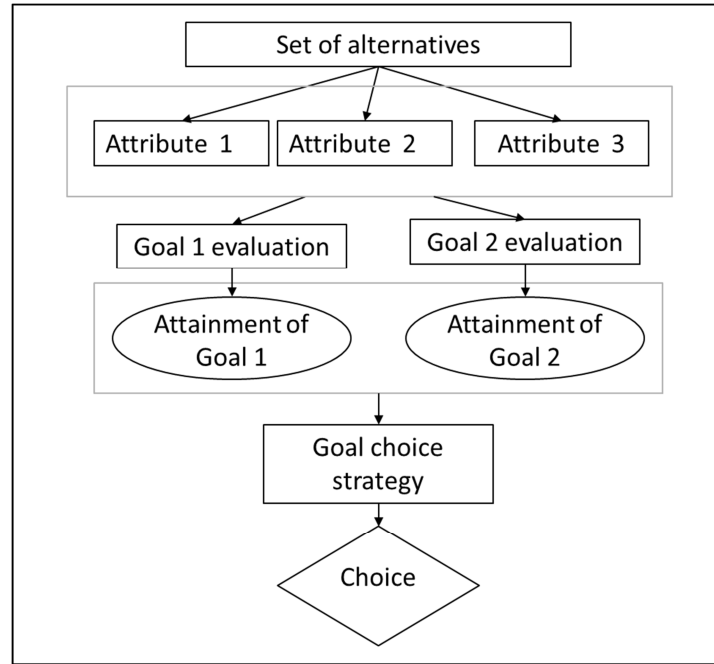 Set of alternatives
Attribute 1
Attribute 2
Attribute 3
Goal 1 evaluation
Goal 2 evaluation
Attainment of
Goal 1
Attainment of
Goal 2
Goal choice
strategy
Choice